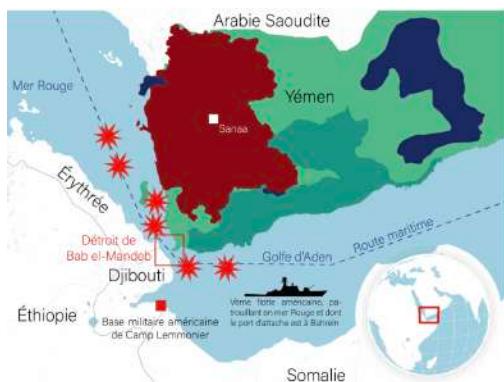 Arabie Saoudite
Mer Rouge
Yémen
Sanaa
Érythrée
Détroit de
Bab el-Mandeb
Golfe d'Aden
Route maritime
Djibouti
Vème flotte américaine, pa-
trouillant en mer Rouge et dont
le port d'attache est à Bahreïn
Éthiopie
Base militaire américaine
de Camp Lemmonier
Somalie